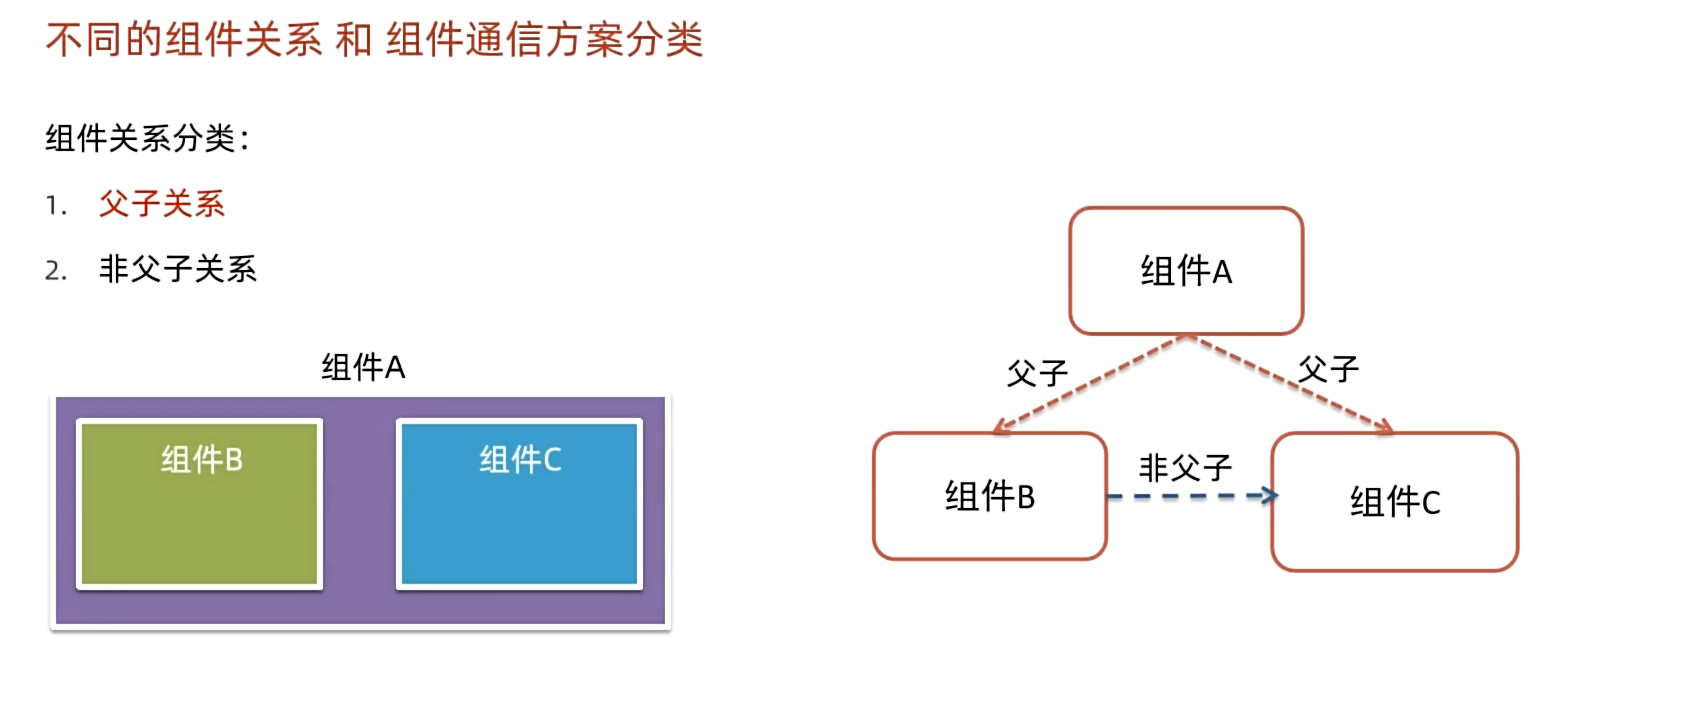 不同的组件关系 和 组件通信方案分类
组件关系分类：
1. 父子关系
2. 非父子关系
组件A
组件B
组件C
组件A
父子
父子
非父子
组件B
组件C